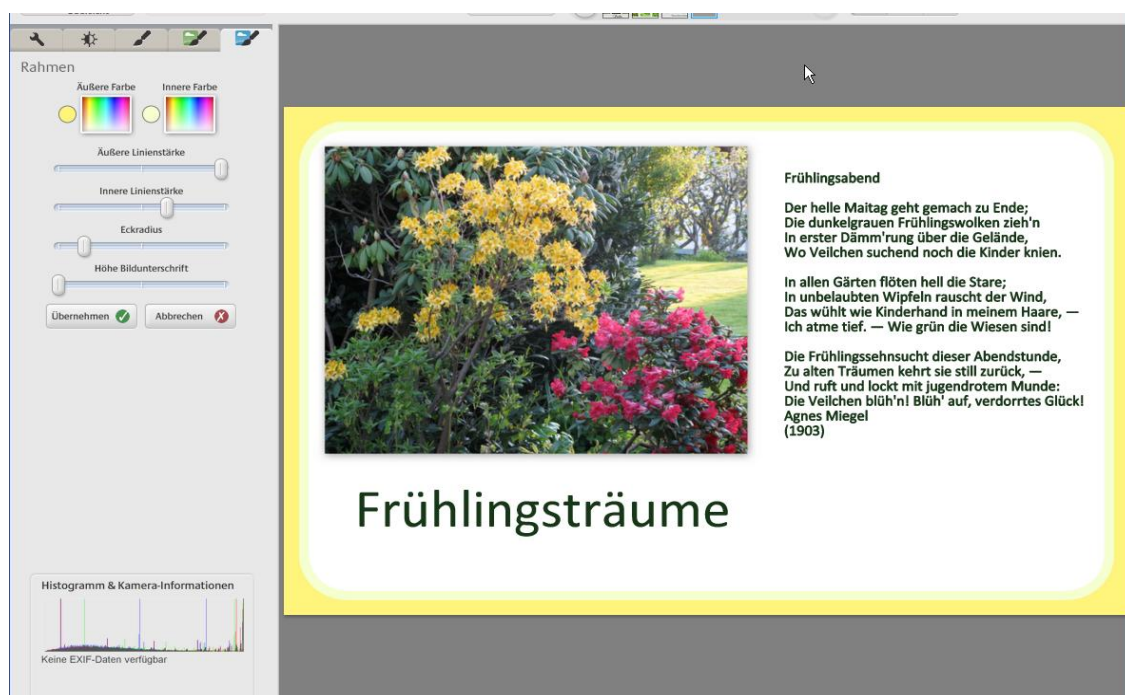 Rahmen
Äußere Farbe
Innere Farbe
Äußere Linienstärke
Innere Linienstärke
Eckradius
Höhe Bildunterschrift
Übernehmen
Abbrechen
Histogramm & Kamera-Informationen
Keine EXIF-Daten verfügbar
Frühlingsabend
Der helle Maitag geht gemach zu Ende;
Die dunkelgrauen Frühlingswolken zieh'n
In erster Dämm'rung über die Gelände,
Wo Veilchen suchend noch die Kinder knien.
In allen Gärten flöten hell die Stare;
In unbelaubten Wipfeln rauscht der Wind,
Das wühlt wie Kinderhand in meinem Haare, —
Ich atme tief. — Wie grün die Wiesen sind!
Die Frühlingssehnsucht dieser Abendstunde,
Zu alten Träumen kehrt sie still zurück, —
Und ruft und lockt mit jugendrotem Munde:
Die Veilchen blüh'n! Blüh' auf, verdorrtes Glück!
Agnes Miegel
(1903)
Frühlingsträume